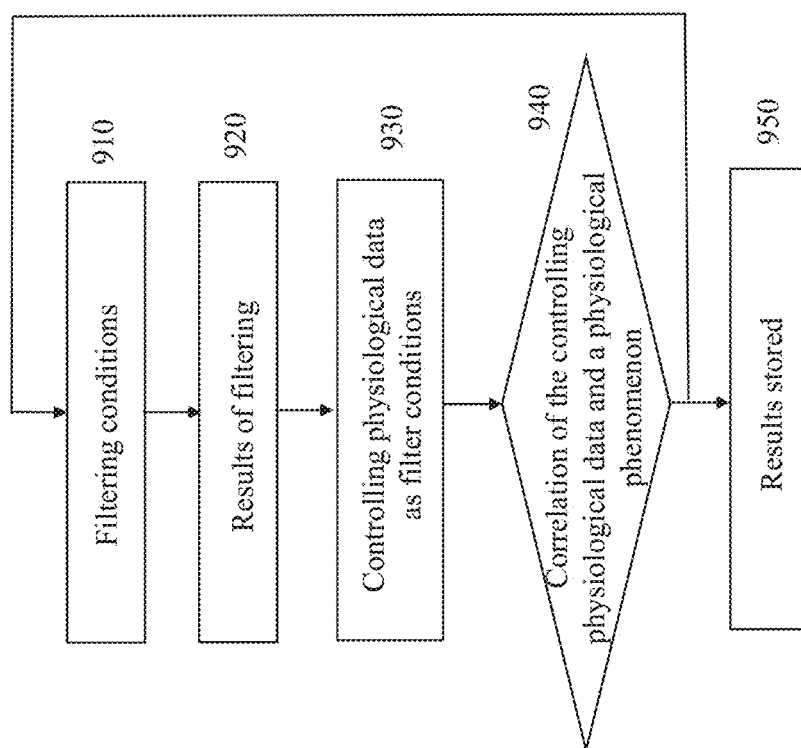 Filtering conditions
910
Results of filtering
920
Controlling physiological data
as filter conditions
930
Correlation of the controlling
physiological data and a physiological
phenomenon
940
Results stored
950